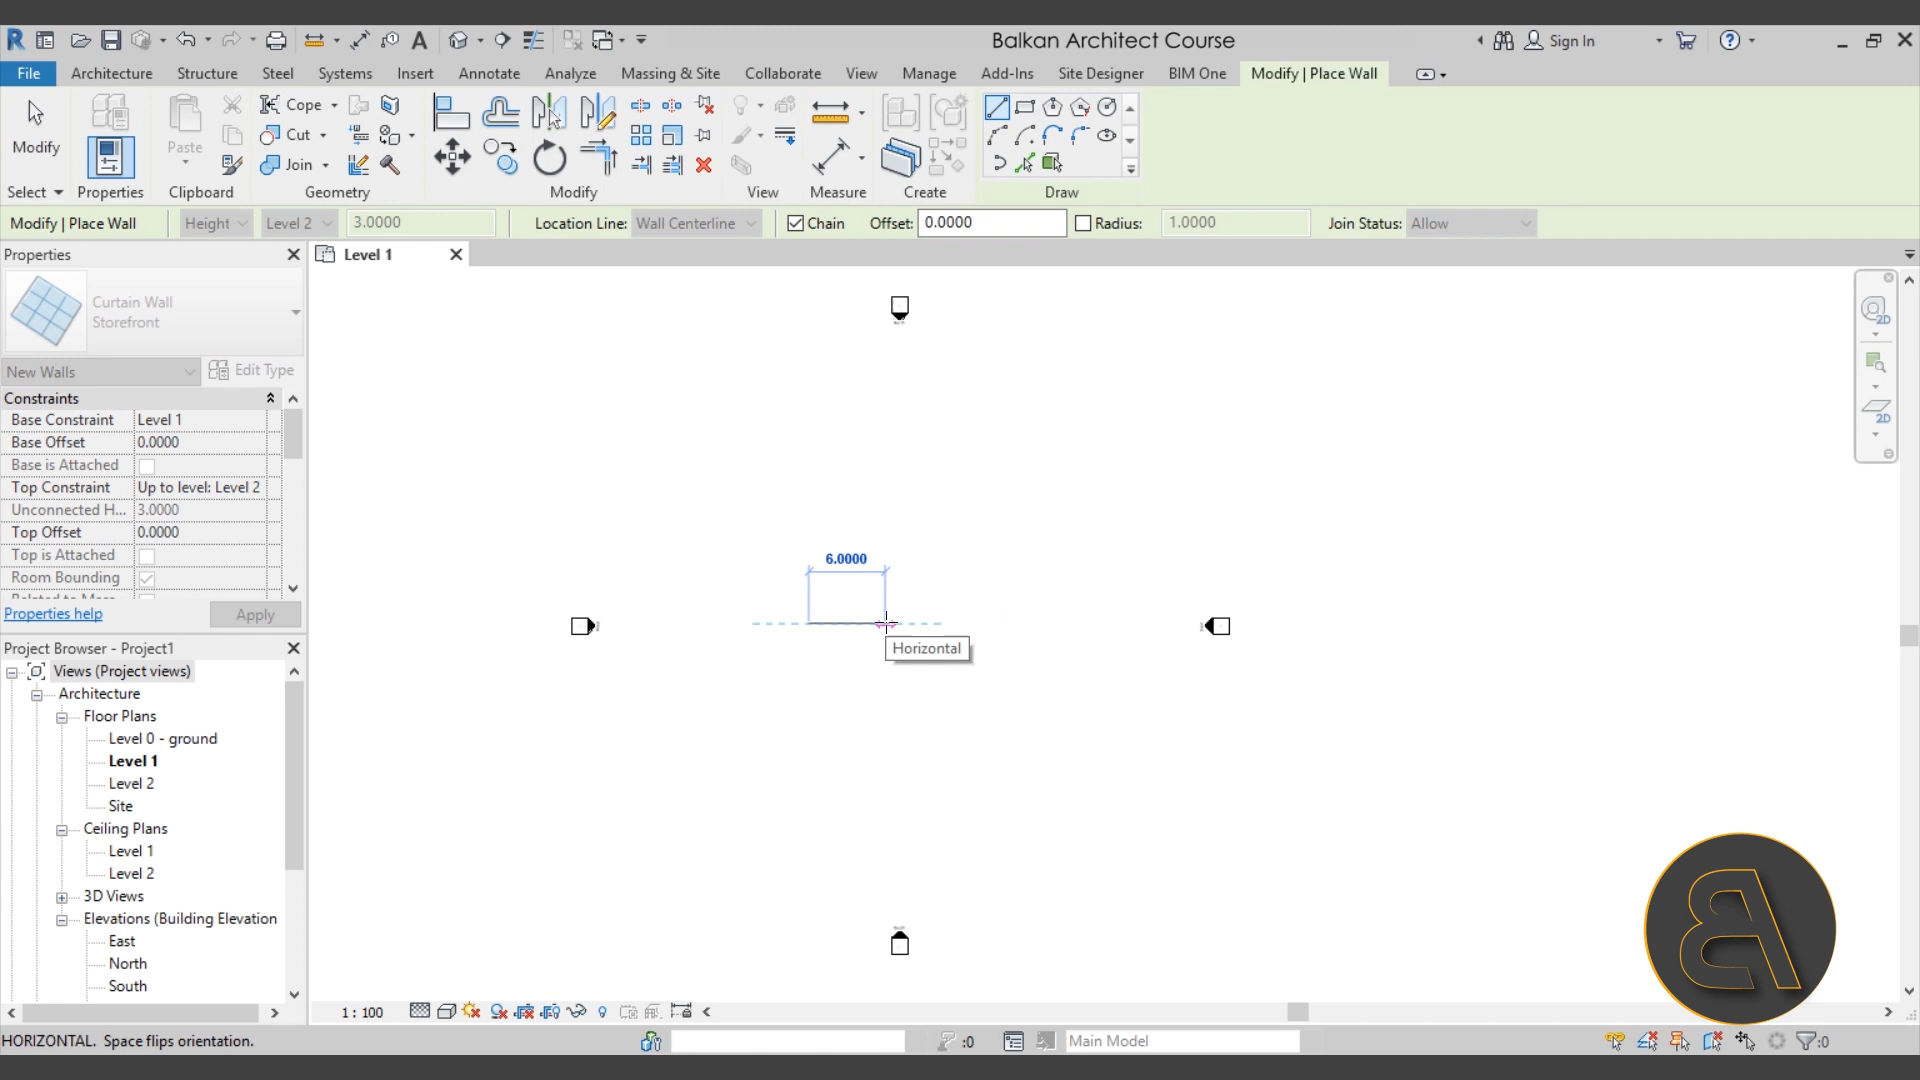 Balkan Architect Course
Sign In
File Architecture Structure Steel Systems Insert Annotate Analyze Massing & Site Collaborate View Manage Add-Ins Site Designer BIM One Modify | Place Wall
Cope
Cut
Join
Modify
Paste
Select Properties Clipboard Geometry Modify View Measure Create Draw
Modify | Place Wall Height Level 2 3.0000 Location Line: Wall Centerline Chain Offset: 0.0000 Radius: 1.0000 Join Status: Allow
Properties
Level 1
Curtain Wall
Storefront
New Walls Edit Type
Constraints
Base Constraint Level 1
Base Offset 0.0000
Base is Attached
Top Constraint Up to level: Level 2
Unconnected H... 3.0000
Top Offset 0.0000
Top is Attached
Room Bounding
Properties help Apply
Project Browser - Project1
Views (Project views)
Architecture
Floor Plans
Level 0 - ground
Level 1
Level 2
Site
Ceiling Plans
Level 1
Level 2
3D Views
Elevations (Building Elevation
East
North
South
6.0000
Horizontal
2D
2D
1 : 100
HORIZONTAL. Space flips orientation.
:0
Main Model
:0